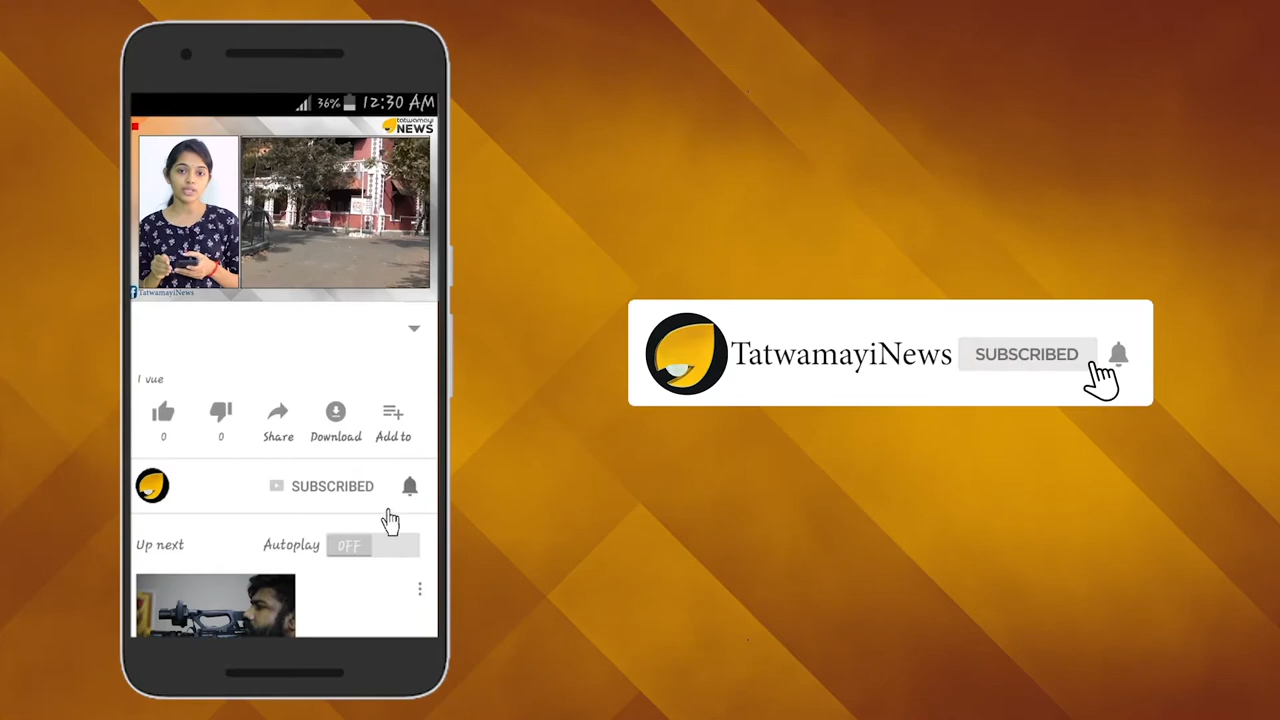 36% 12:30 AM
tatwamayi
NEWS
TatwamayiNews
1 vue
0 0 Share Download Add to
SUBSCRIBED
Up next Autoplay OFF
TatwamayiNews SUBSCRIBED